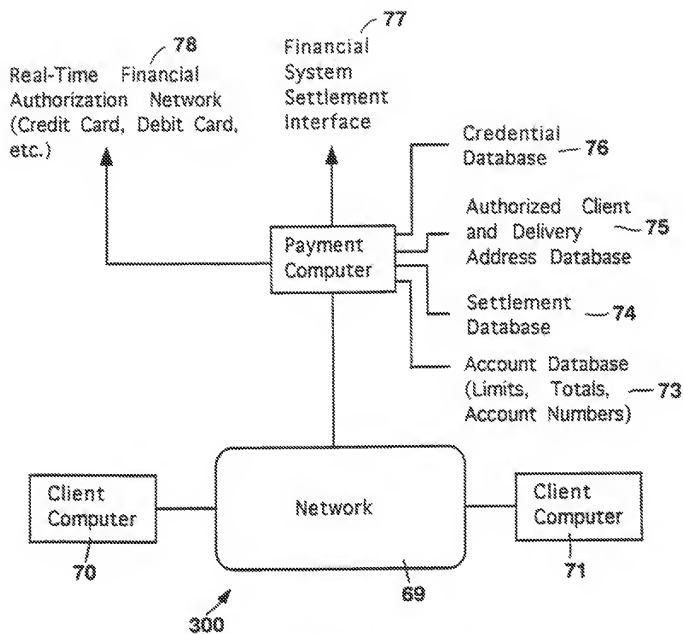 78
Real-Time Financial
Authorization Network
(Credit Card, Debit Card,
etc.)
77
Financial
System
Settlement
Interface
Credential
Database
76
Authorized Client
and Delivery
Address Database
75
Payment
Computer
Settlement
Database
74
Account Database
(Limits, Totals,
Account Numbers)
73
Client
Computer
70
Network
69
Client
Computer
71
300